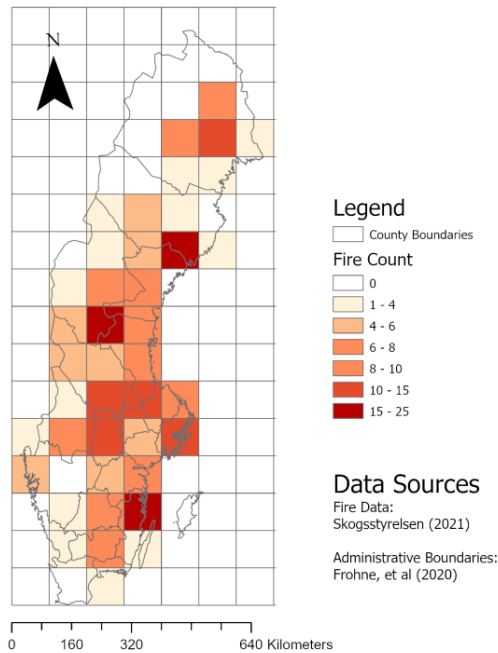 N
Legend
County Boundaries
Fire Count
0
1 - 4
4 - 6
6 - 8
8 - 10
10 - 15
15 - 25
Data Sources
Fire Data:
Skogsstyrelsen (2021)
Administrative Boundaries:
Frohne, et al (2020)
0 160 320 640 Kilometers